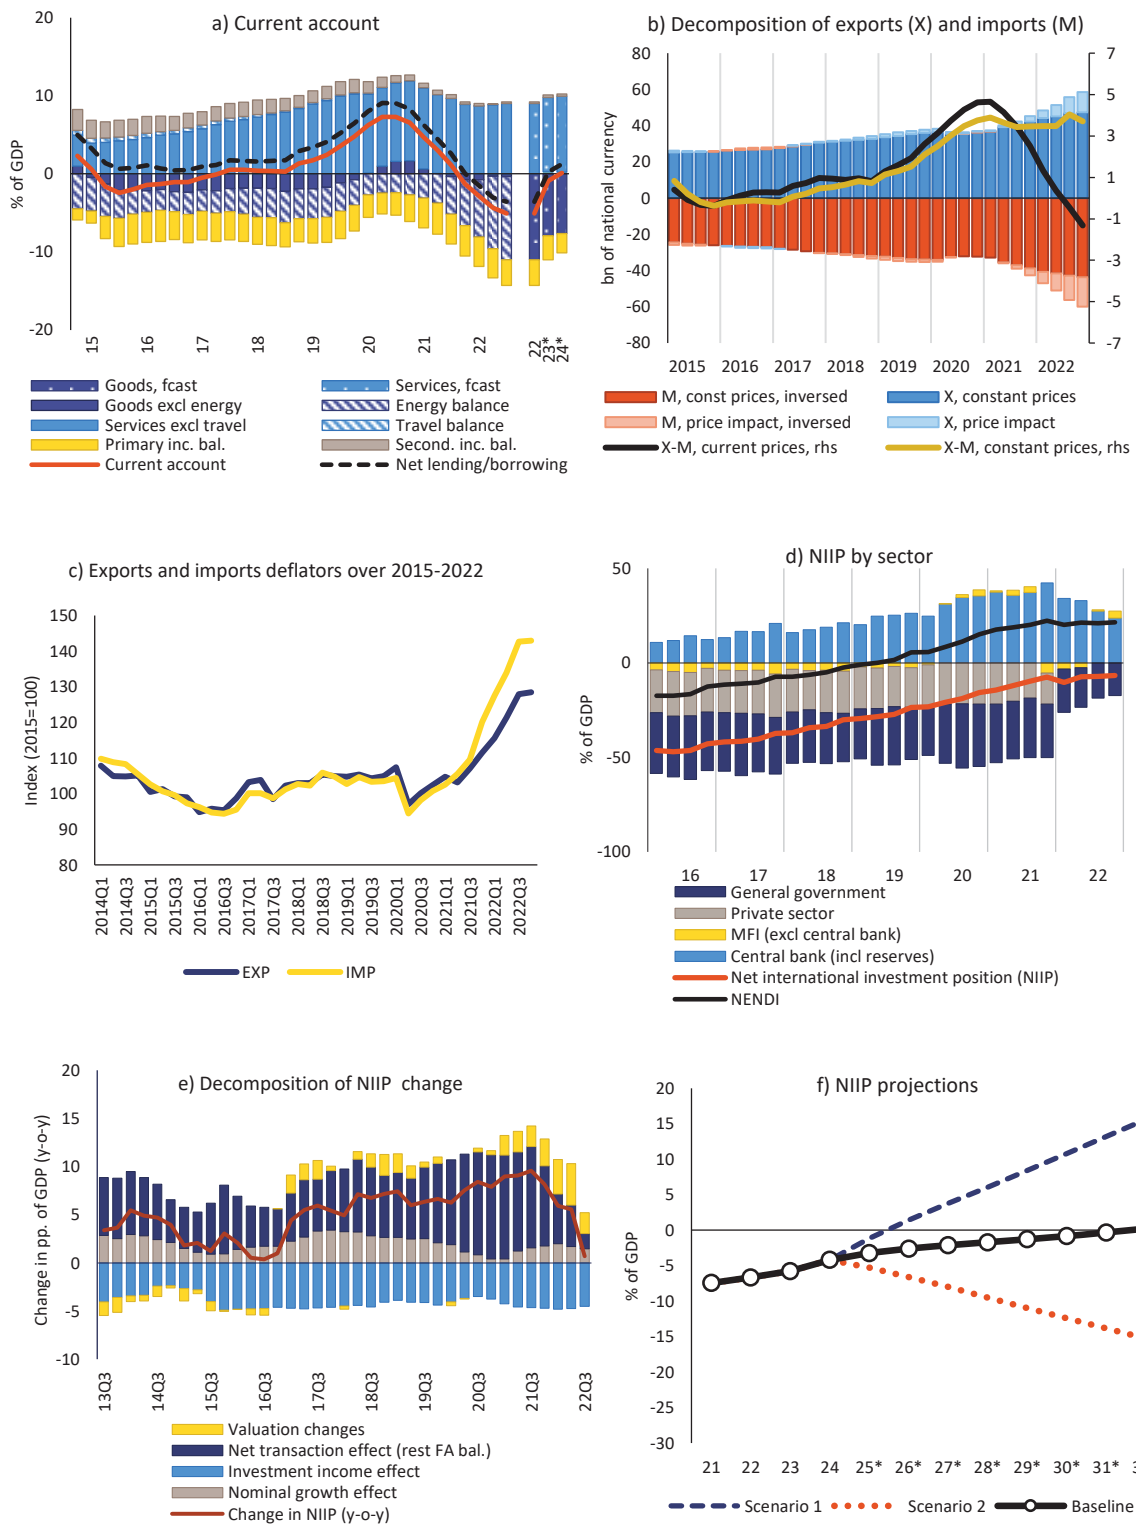 a) Current account
% of GDP
20
10
0
-10
-20
15 16 17 18 19 20 21 22 22 23* 24*
Goods, fcast
Services, fcast
Goods excl energy
Energy balance
Services excl travel
Travel balance
Primary inc. bal.
Second. inc. bal.
Current account
Net lending/borrowing
b) Decomposition of exports (X) and imports (M)
bn of national currency
80
60
40
20
0
-20
-40
-60
-80
7
5
3
1
-1
-3
-5
-7
2015 2016 2017 2018 2019 2020 2021 2022
M, const prices, inversed
X, constant prices
M, price impact, inversed
X, price impact
X-M, current prices, rhs
X-M, constant prices, rhs
c) Exports and imports deflators over 2015-2022
Index (2015=100)
150
140
130
120
110
100
90
80
2014Q1 2014Q3 2015Q1 2015Q3 2016Q1 2016Q3 2017Q1 2017Q3 2018Q1 2018Q3 2019Q1 2019Q3 2020Q1 2020Q3 2021Q1 2021Q3 2022Q1 2022Q3
EXP IMP
d) NIIP by sector
% of GDP
50
0
-50
-100
16 17 18 19 20 21 22
General government
Private sector
MFI (excl central bank)
Central bank (incl reserves)
Net international investment position (NIIP)
NENDI
e) Decomposition of NIIP change
Change in pp. of GDP (y-o-y)
20
15
10
5
0
-5
-10
13Q3 14Q3 15Q3 16Q3 17Q3 18Q3 19Q3 20Q3 21Q3 22Q3
Valuation changes
Net transaction effect (rest FA bal.)
Investment income effect
Nominal growth effect
Change in NIIP (y-o-y)
f) NIIP projections
% of GDP
20
15
10
5
0
-5
-10
-15
-20
-25
-30
21 22 23 24 25* 26* 27* 28* 29* 30* 31* 3
Scenario 1 Scenario 2 Baseline